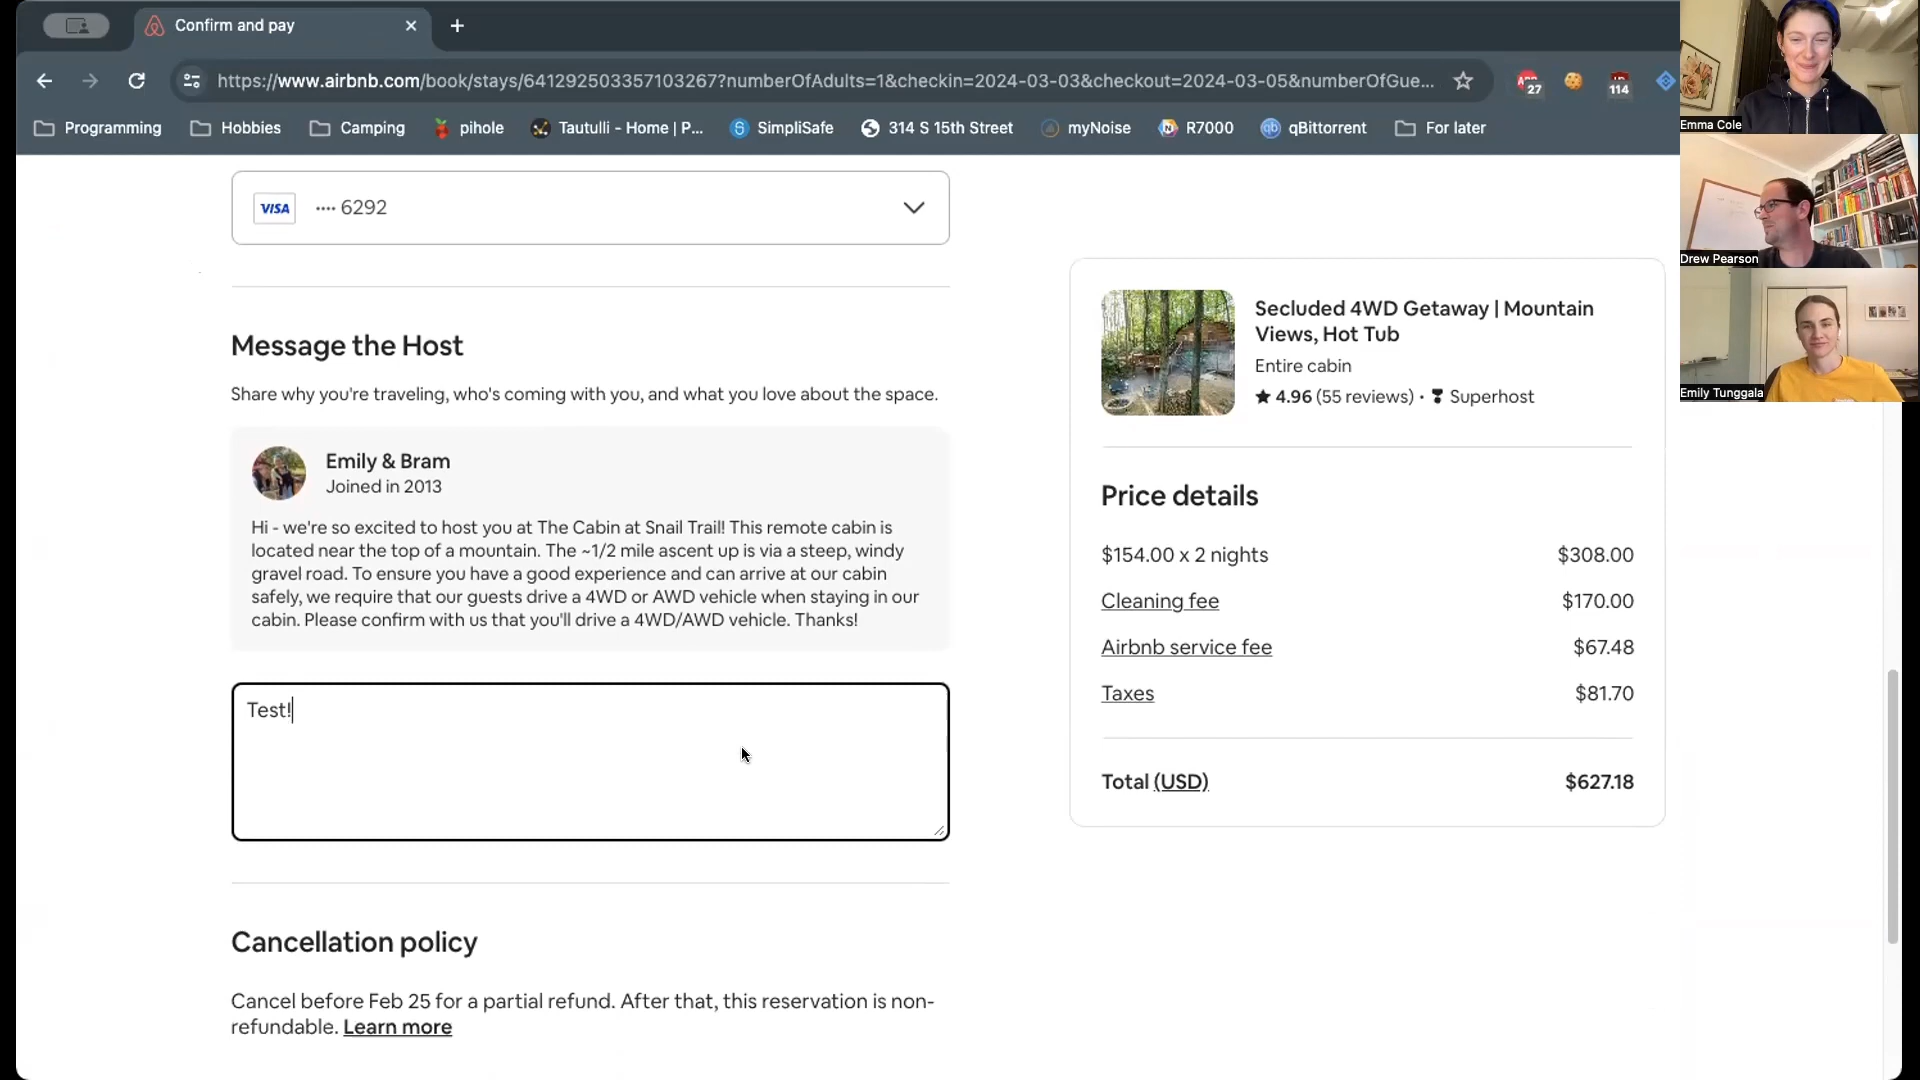 Confirm and pay
https://www.airbnb.com/book/stays/641292503357103267?numberOfAdults=1&checkin=2024-03-03&checkout=2024-03-05&numberOfGue...
27
114
Programming
Hobbies
Camping
pihole
Tautulli - Home | P...
SimpliSafe
314 S 15th Street
myNoise
R7000
qb
qBittorrent
For later
Emma Cole
Drew Pearson
Emily Tunggala
VISA
•••• 6292
Message the Host
Share why you're traveling, who's coming with you, and what you love about the space.
Emily & Bram
Joined in 2013
Hi - we're so excited to host you at The Cabin at Snail Trail! This remote cabin is
located near the top of a mountain. The ~1/2 mile ascent up is via a steep, windy
gravel road. To ensure you have a good experience and can arrive at our cabin
safely, we require that our guests drive a 4WD or AWD vehicle when staying in our
cabin. Please confirm with us that you'll drive a 4WD/AWD vehicle. Thanks!
Test!
Cancellation policy
Cancel before Feb 25 for a partial refund. After that, this reservation is non-
refundable. Learn more
Secluded 4WD Getaway | Mountain
Views, Hot Tub
Entire cabin
★ 4.96 (55 reviews) • Superhost
Price details
$154.00 x 2 nights $308.00
Cleaning fee $170.00
Airbnb service fee $67.48
Taxes $81.70
Total (USD) $627.18